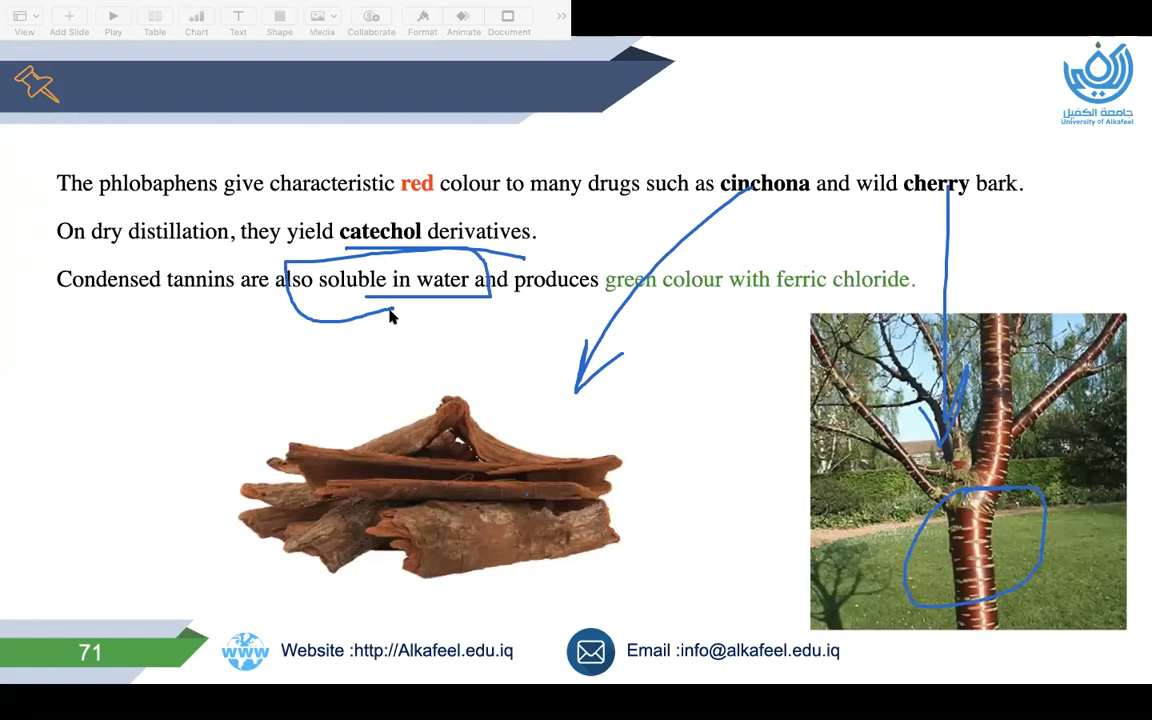 View
Add Slide
Play
Table
Chart
Text
Shape
Media
Collaborate
Format
Animate
Document
جامعة الكفيل
University of Alkafeel
The phlobaphens give characteristic red colour to many drugs such as cinchona and wild cherry bark.
On dry distillation, they yield catechol derivatives.
Condensed tannins are also soluble in water and produces green colour with ferric chloride.
71
www
Website :http://Alkafeel.edu.iq
Email :info@alkafeel.edu.iq